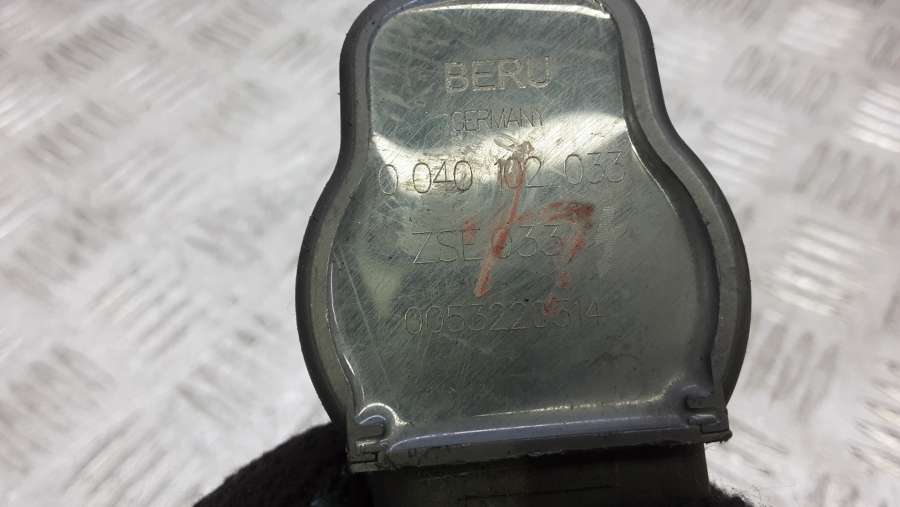 BERU
GERMANY
0 040 102 033
ZSE 033
0053220314